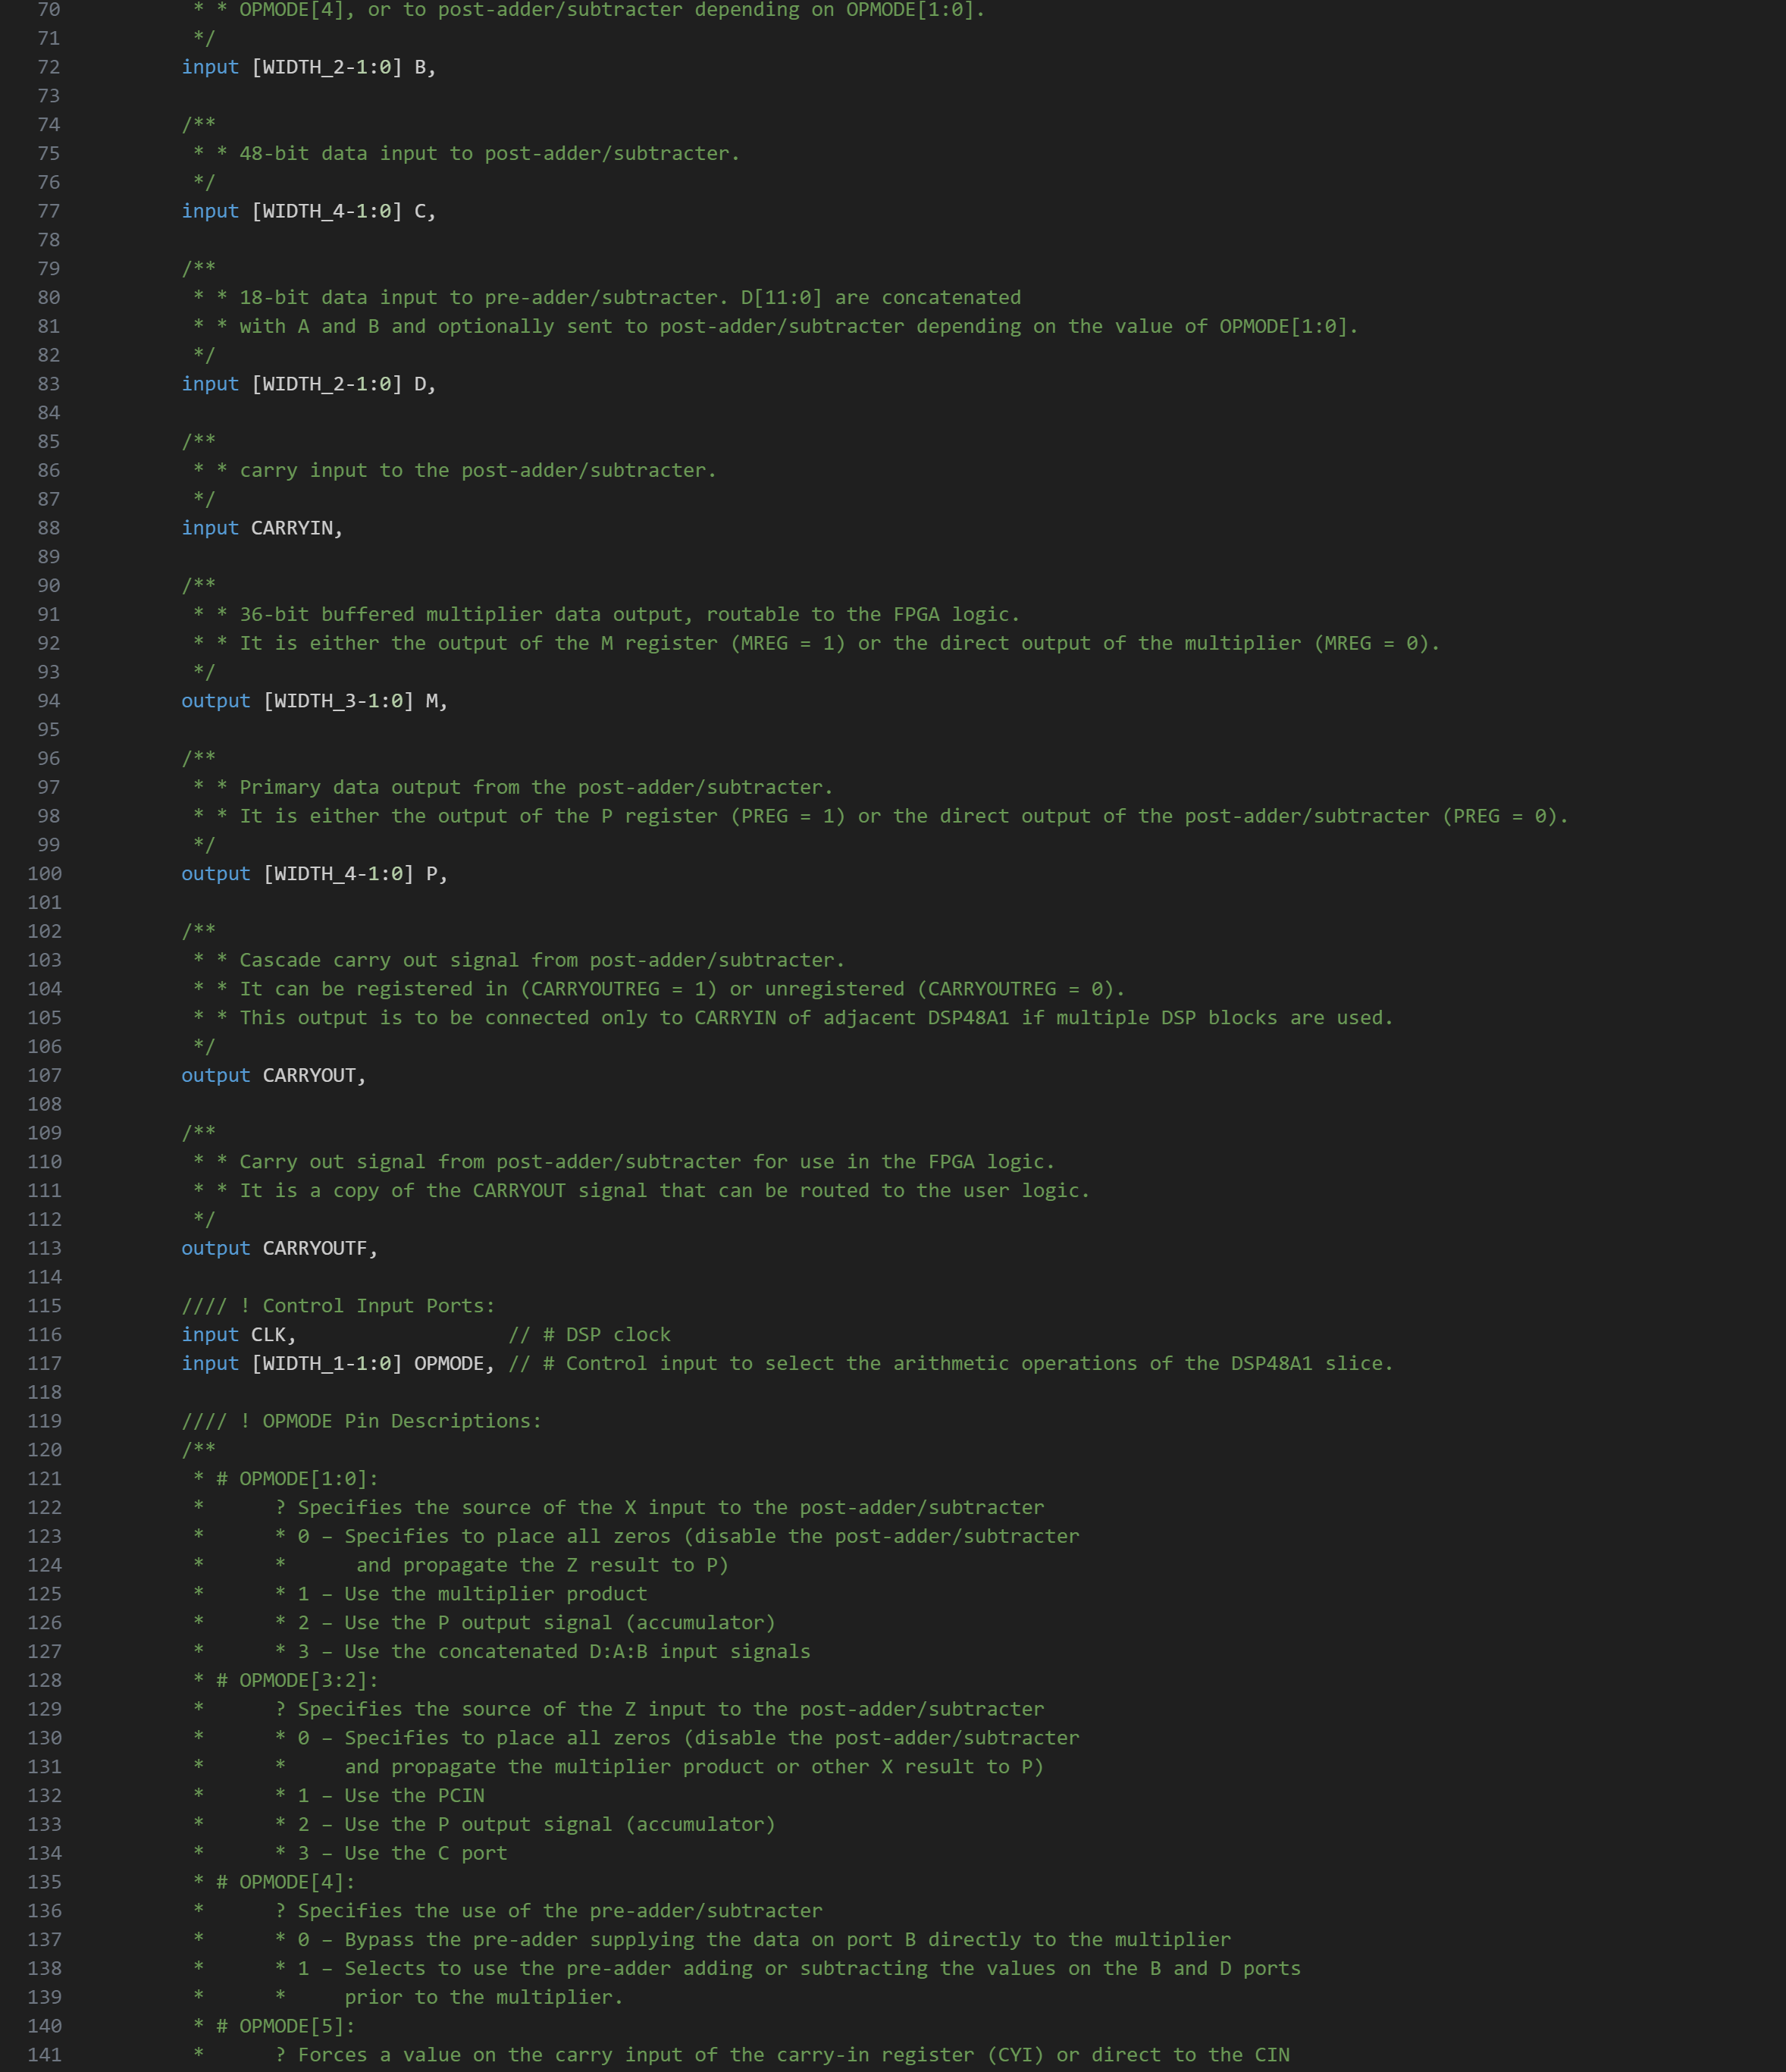 70 * * OPMODE[4], or to post-adder/subtracter depending on OPMODE[1:0].
71 */
72 input [WIDTH_2-1:0] B,
73
74 /**
75 * * 48-bit data input to post-adder/subtracter.
76 */
77 input [WIDTH_4-1:0] C,
78
79 /**
80 * * 18-bit data input to pre-adder/subtracter. D[11:0] are concatenated
81 * * with A and B and optionally sent to post-adder/subtracter depending on the value of OPMODE[1:0].
82 */
83 input [WIDTH_2-1:0] D,
84
85 /**
86 * * carry input to the post-adder/subtracter.
87 */
88 input CARRYIN,
89
90 /**
91 * * 36-bit buffered multiplier data output, routable to the FPGA logic.
92 * * It is either the output of the M register (MREG = 1) or the direct output of the multiplier (MREG = 0).
93 */
94 output [WIDTH_3-1:0] M,
95
96 /**
97 * * Primary data output from the post-adder/subtracter.
98 * * It is either the output of the P register (PREG = 1) or the direct output of the post-adder/subtracter (PREG = 0).
99 */
100 output [WIDTH_4-1:0] P,
101
102 /**
103 * * Cascade carry out signal from post-adder/subtracter.
104 * * It can be registered in (CARRYOUTREG = 1) or unregistered (CARRYOUTREG = 0).
105 * * This output is to be connected only to CARRYIN of adjacent DSP48A1 if multiple DSP blocks are used.
106 */
107 output CARRYOUT,
108
109 /**
110 * * Carry out signal from post-adder/subtracter for use in the FPGA logic.
111 * * It is a copy of the CARRYOUT signal that can be routed to the user logic.
112 */
113 output CARRYOUTF,
114
115 //// ! Control Input Ports:
116 input CLK, // # DSP clock
117 input [WIDTH_1-1:0] OPMODE, // # Control input to select the arithmetic operations of the DSP48A1 slice.
118
119 //// ! OPMODE Pin Descriptions:
120 /**
121 * # OPMODE[1:0]:
122 * ? Specifies the source of the X input to the post-adder/subtracter
123 * * 0 – Specifies to place all zeros (disable the post-adder/subtracter
124 * * and propagate the Z result to P)
125 * * 1 – Use the multiplier product
126 * * 2 – Use the P output signal (accumulator)
127 * * 3 – Use the concatenated D:A:B input signals
128 * # OPMODE[3:2]:
129 * ? Specifies the source of the Z input to the post-adder/subtracter
130 * * 0 – Specifies to place all zeros (disable the post-adder/subtracter
131 * * and propagate the multiplier product or other X result to P)
132 * * 1 – Use the PCIN
133 * * 2 – Use the P output signal (accumulator)
134 * * 3 – Use the C port
135 * # OPMODE[4]:
136 * ? Specifies the use of the pre-adder/subtracter
137 * * 0 – Bypass the pre-adder supplying the data on port B directly to the multiplier
138 * * 1 – Selects to use the pre-adder adding or subtracting the values on the B and D ports
139 * * prior to the multiplier.
140 * # OPMODE[5]:
141 * ? Forces a value on the carry input of the carry-in register (CYI) or direct to the CIN